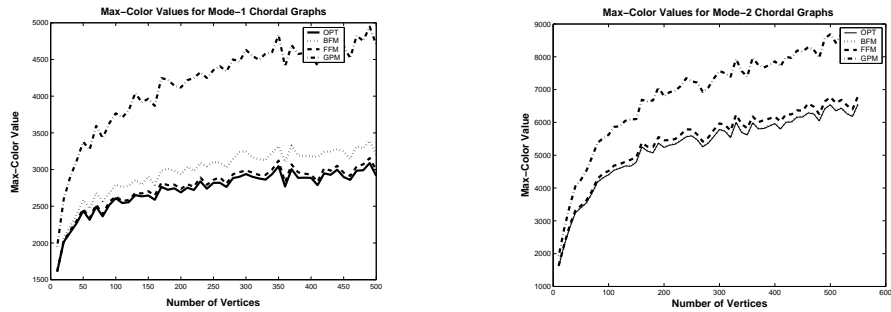 Max−Color Values for Mode−1 Chordal Graphs
5000
4500
4000
3500
3000
2500
2000
1500
Max−Color Value
0
50
100
150
200
250
300
350
400
450
500
Number of Vertices
OPT
BFM
FFM
GPM
Max−Color Values for Mode−2 Chordal Graphs
9000
8000
7000
6000
5000
4000
3000
2000
1000
Max−Color Value
0
100
200
300
400
500
600
Number of Vertices
OPT
BFM
FFM
GPM